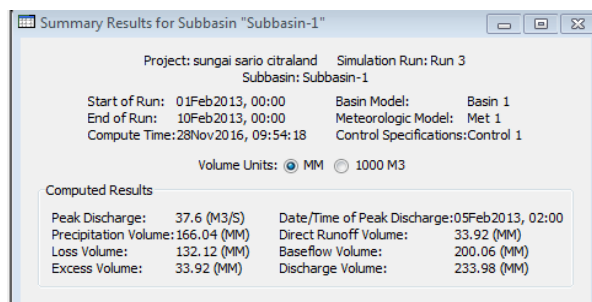 Summary Results for Subbasin "Subbasin-1"
Project: sungai sario citraland Simulation Run: Run 3
Subbasin: Subbasin-1
Start of Run: 01Feb2013, 00:00 Basin Model: Basin 1
End of Run: 10Feb2013, 00:00 Meteorologic Model: Met 1
Compute Time:28Nov2016, 09:54:18 Control Specifications:Control 1
Volume Units: MM 1000 M3
Computed Results
Peak Discharge: 37.6 (M3/S) Date/Time of Peak Discharge:05Feb2013, 02:00
Precipitation Volume:166.04 (MM) Direct Runoff Volume: 33.92 (MM)
Loss Volume: 132.12 (MM) Baseflow Volume: 200.06 (MM)
Excess Volume: 33.92 (MM) Discharge Volume: 233.98 (MM)